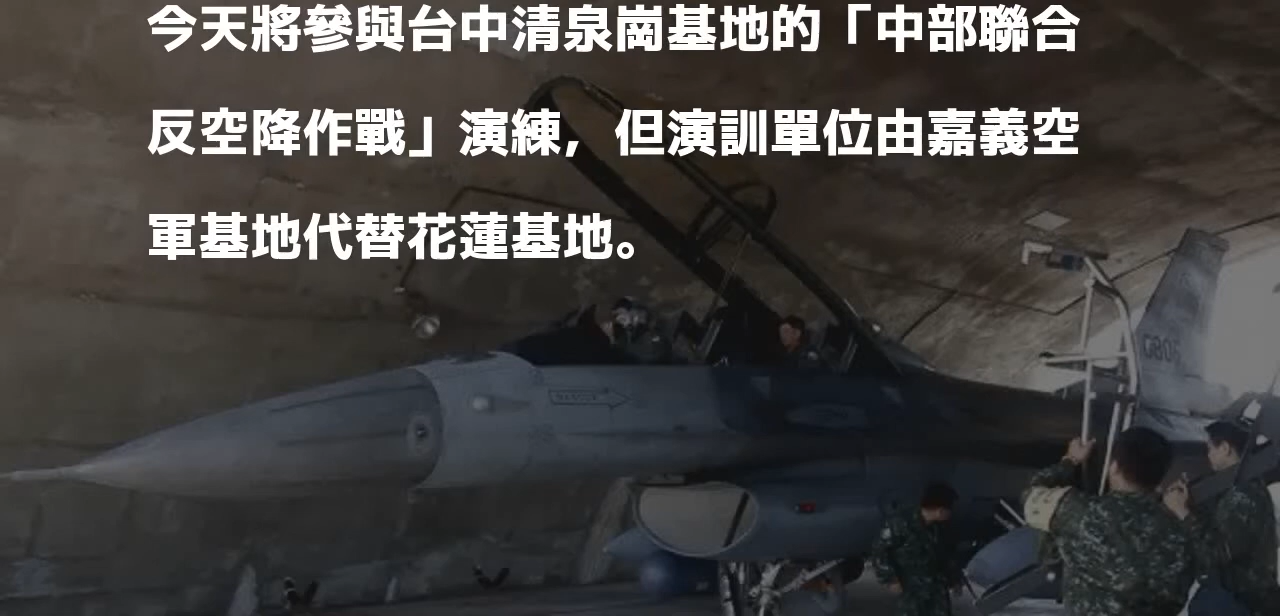 今天將參與台中清泉崗基地的「中部聯合
反空降作戰」演練，但演訓單位由嘉義空
軍基地代替花蓮基地。